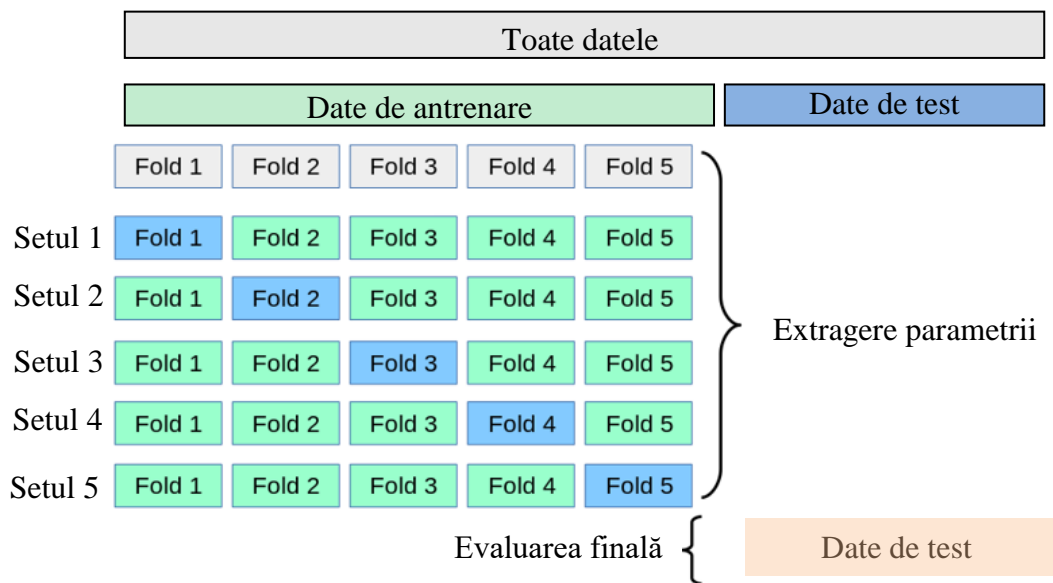 Toate datele
Date de antrenare Date de test
Fold 1 Fold 2 Fold 3 Fold 4 Fold 5
Setul 1 Fold 1 Fold 2 Fold 3 Fold 4 Fold 5
Setul 2 Fold 1 Fold 2 Fold 3 Fold 4 Fold 5
Extragere parametrii
Setul 3 Fold 1 Fold 2 Fold 3 Fold 4 Fold 5
Setul 4 Fold 1 Fold 2 Fold 3 Fold 4 Fold 5
Setul 5 Fold 1 Fold 2 Fold 3 Fold 4 Fold 5
Evaluarea finală Date de test